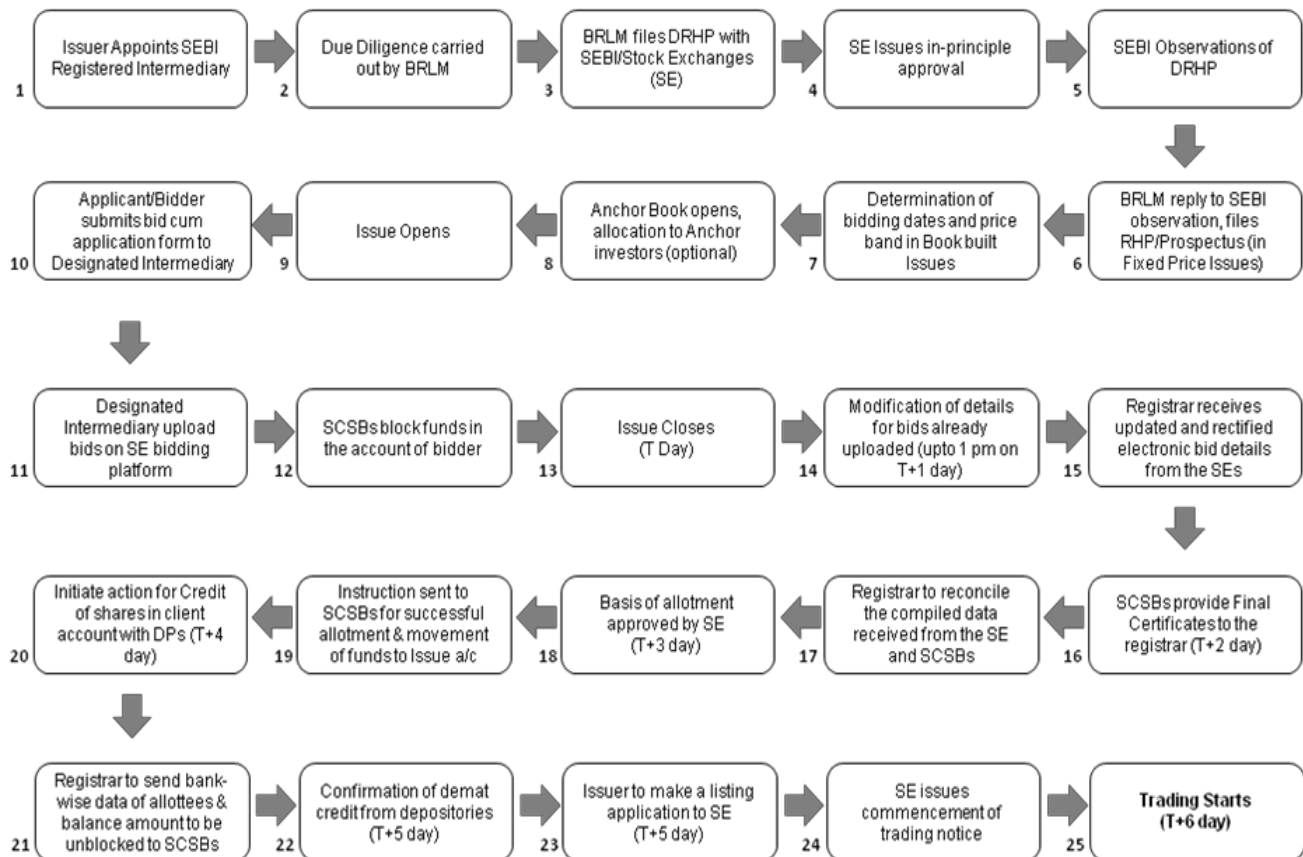 Issuer Appoints SEBI
Registered Intermediary
1
Due Diligence carried
out by BRLM
2
BRLM files DRHP with
SEBI/Stock Exchanges
(SE)
3
SE Issues in-principle
approval
4
SEBI Observations of
DRHP
5
BRLM reply to SEBI
observation, files
RHP/Prospectus (in
Fixed Price Issues)
6
Determination of
bidding dates and price
band in Book built
Issues
7
Anchor Book opens,
allocation to Anchor
investors (optional)
8
Issue Opens
9
Applicant/Bidder
submits bid cum
application form to
Designated Intermediary
10
Designated
Intermediary upload
bids on SE bidding
platform
11
SCSBs block funds in
the account of bidder
12
Issue Closes
(T Day)
13
Modification of details
for bids already
uploaded (upto 1 pm on
T+1 day)
14
Registrar receives
updated and rectified
electronic bid details
from the SEs
15
SCSBs provide Final
Certificates to the
registrar (T+2 day)
16
Registrar to reconcile
the compiled data
received from the SE
and SCSBs
17
Basis of allotment
approved by SE
(T+3 day)
18
Instruction sent to
SCSBs for successful
allotment & movement
of funds to Issue a/c
19
Initiate action for Credit
of shares in client
account with DPs (T+4
day)
20
Registrar to send bank-
wise data of allottees &
balance amount to be
unblocked to SCSBs
21
Confirmation of demat
credit from depositories
(T+5 day)
22
Issuer to make a listing
application to SE
(T+5 day)
23
SE issues
commencement of
trading notice
24
Trading Starts
(T+6 day)
25